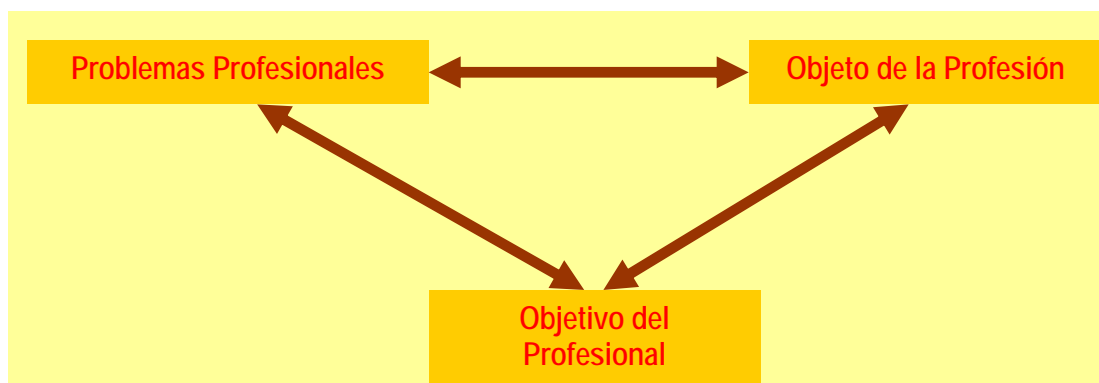 Problemas Profesionales
Objeto de la Profesión
Objetivo del
Profesional